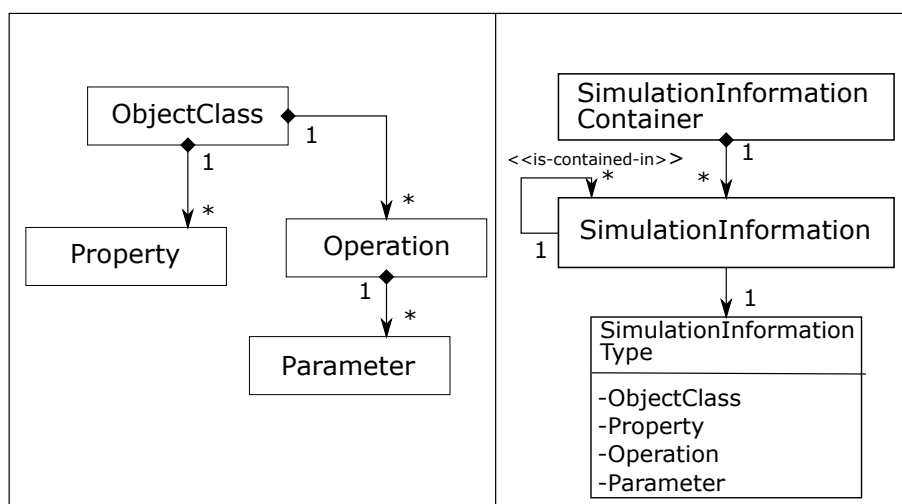 ObjectClass
1
1
*
*
Property
Operation
1
*
Parameter
SimulationInformation
Container
1
<<is-contained-in>>
*
*
SimulationInformation
1
1
SimulationInformation
Type
-ObjectClass
-Property
-Operation
-Parameter